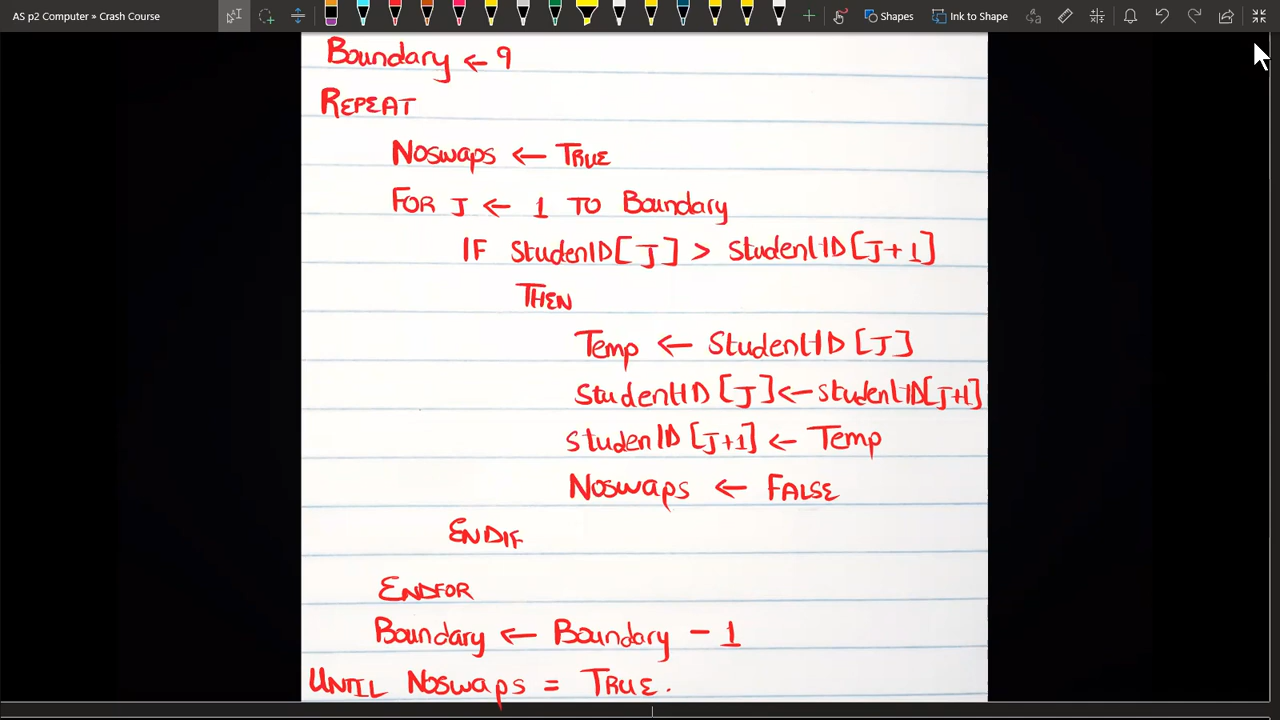 AS p2 Computer » Crash Course
Shapes
Ink to Shape
Boundary ← 9
REPEAT
Noswaps ← TRUE
FOR J ← 1 TO Boundary
IF StudenID[J] > StudentID[J+1]
THEN
Temp ← StudentID[J]
StudentID[J] ← StudentID[J+1]
StudenID[J+1] ← Temp
Noswaps ← FALSE
ENDIF
ENDFOR
Boundary ← Boundary - 1
UNTIL Noswaps = TRUE.